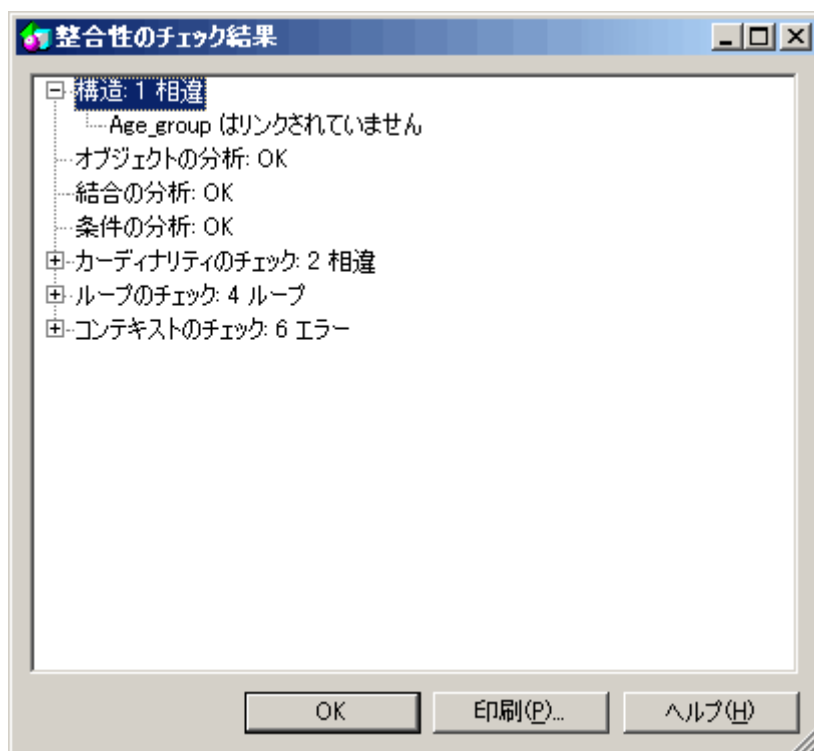 整合性のチェック結果
構造: 1 相違
Age_group はリンクされていません
オブジェクトの分析: OK
結合の分析: OK
条件の分析: OK
カーディナリティのチェック: 2 相違
ループのチェック: 4 ループ
コンテキストのチェック: 6 エラー
OK 印刷(P)... ヘルプ(H)